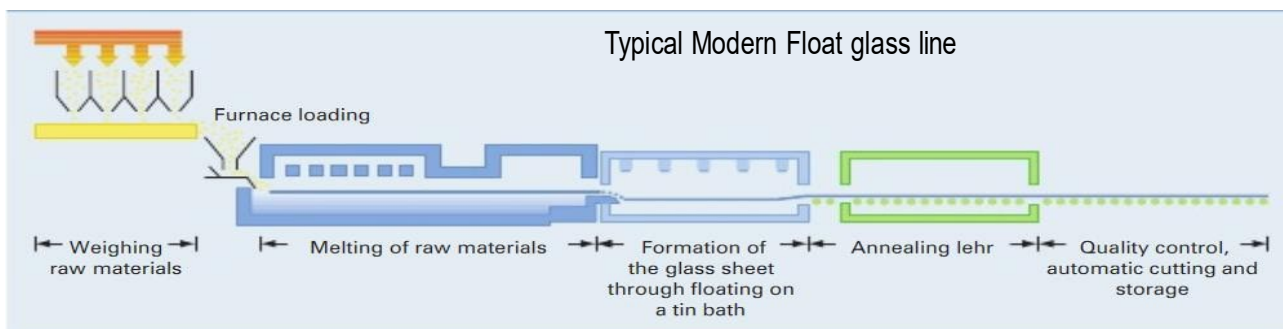 Typical Modern Float glass line
Furnace loading
Weighing
raw materials
Melting of raw materials
Formation of
the glass sheet
through floating on
a tin bath
Annealing lehr
Quality control,
automatic cutting and
storage